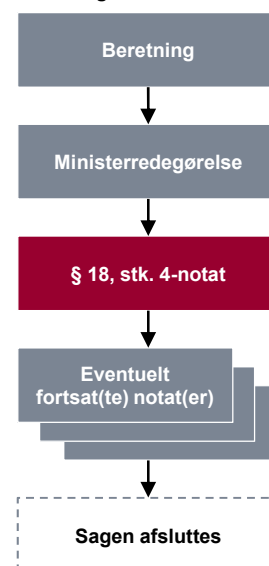 Beretning
Ministerredegørelse
§ 18, stk. 4-notat
Eventuelt
fortsat(te) notat(er)
Sagen afsluttes